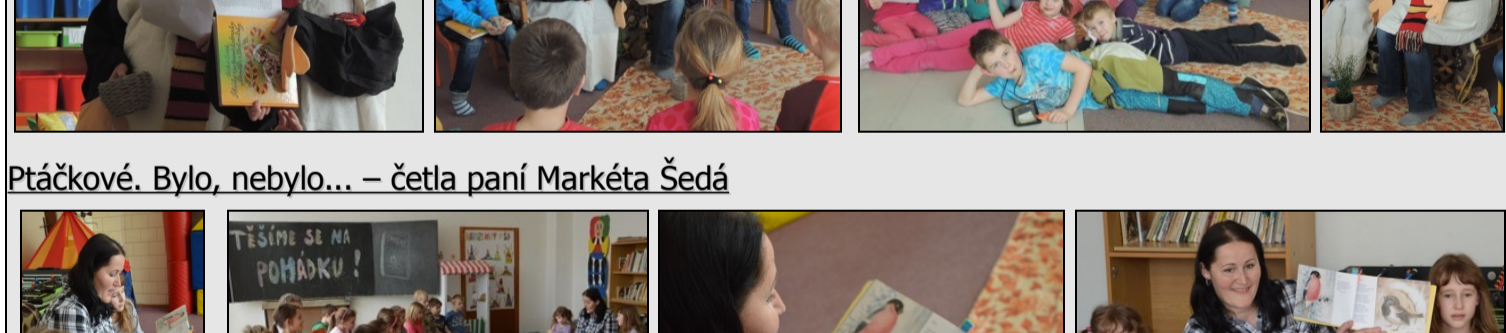 Ptáčkové. Bylo, nebylo... – četla paní Markéta Šedá
TĚŠÍME SE NA
POHÁDKU !